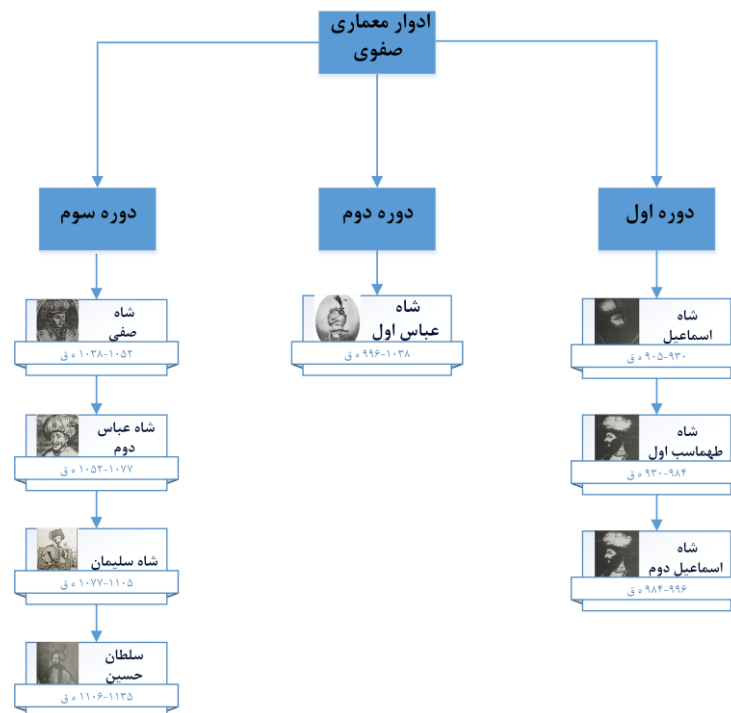 ادوار معماری
صفوی
دوره اول
شاه
اسماعیل
۹۰۵-۹۳۰ ه ق
شاه
طهماسب اول
۹۳۰-۹۸۴ ه ق
شاه
اسماعیل دوم
۹۸۴-۹۹۶ ه ق
دوره دوم
شاه
عباس اول
۹۹۶-۱۰۳۸ ه ق
دوره سوم
شاه
صفی
۱۰۳۸-۱۰۵۲ ه ق
شاه عباس
دوم
۱۰۵۲-۱۰۷۷ ه ق
شاه سلیمان
۱۰۷۷-۱۱۰۵ ه ق
سلطان
حسین
۱۱۰۶-۱۱۳۵ ه ق